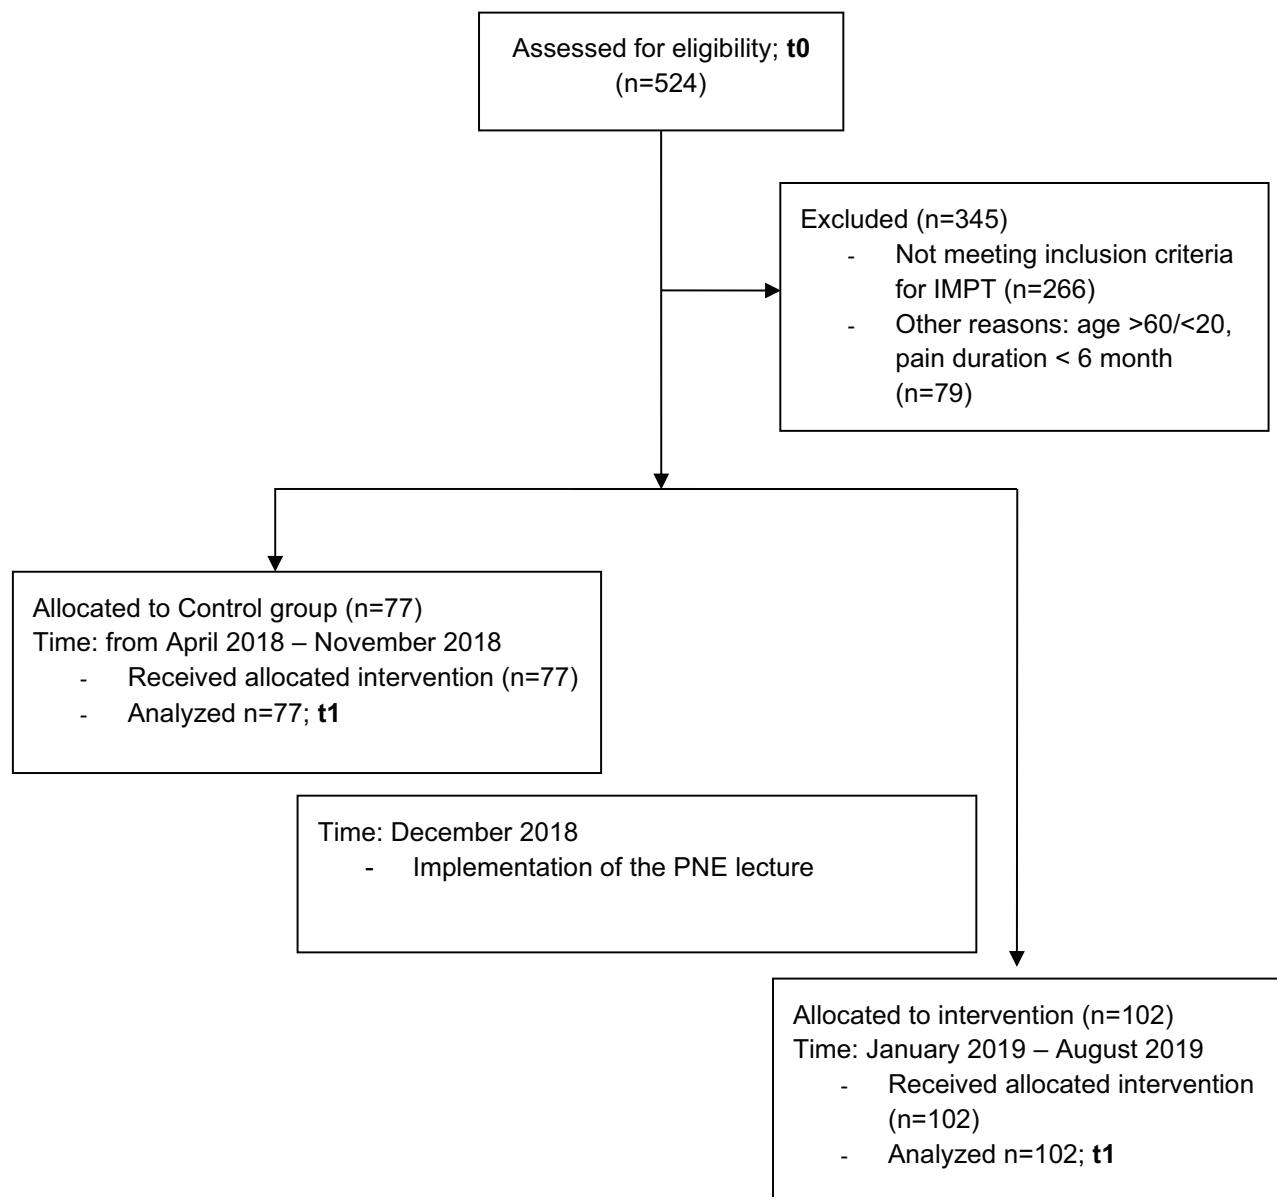 Assessed for eligibility; t0
(n=524)
Excluded (n=345)
- Not meeting inclusion criteria
for IMPT (n=266)
- Other reasons: age >60/<20,
pain duration < 6 month
(n=79)
Allocated to Control group (n=77)
Time: from April 2018 – November 2018
- Received allocated intervention (n=77)
- Analyzed n=77; t1
Time: December 2018
- Implementation of the PNE lecture
Allocated to intervention (n=102)
Time: January 2019 – August 2019
- Received allocated intervention
(n=102)
- Analyzed n=102; t1